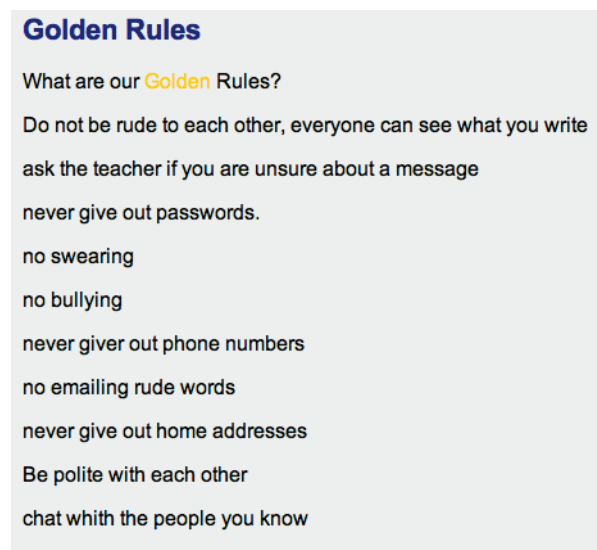 Golden Rules
What are our Golden Rules?
Do not be rude to each other, everyone can see what you write
ask the teacher if you are unsure about a message
never give out passwords.
no swearing
no bullying
never giver out phone numbers
no emailing rude words
never give out home addresses
Be polite with each other
chat whith the people you know